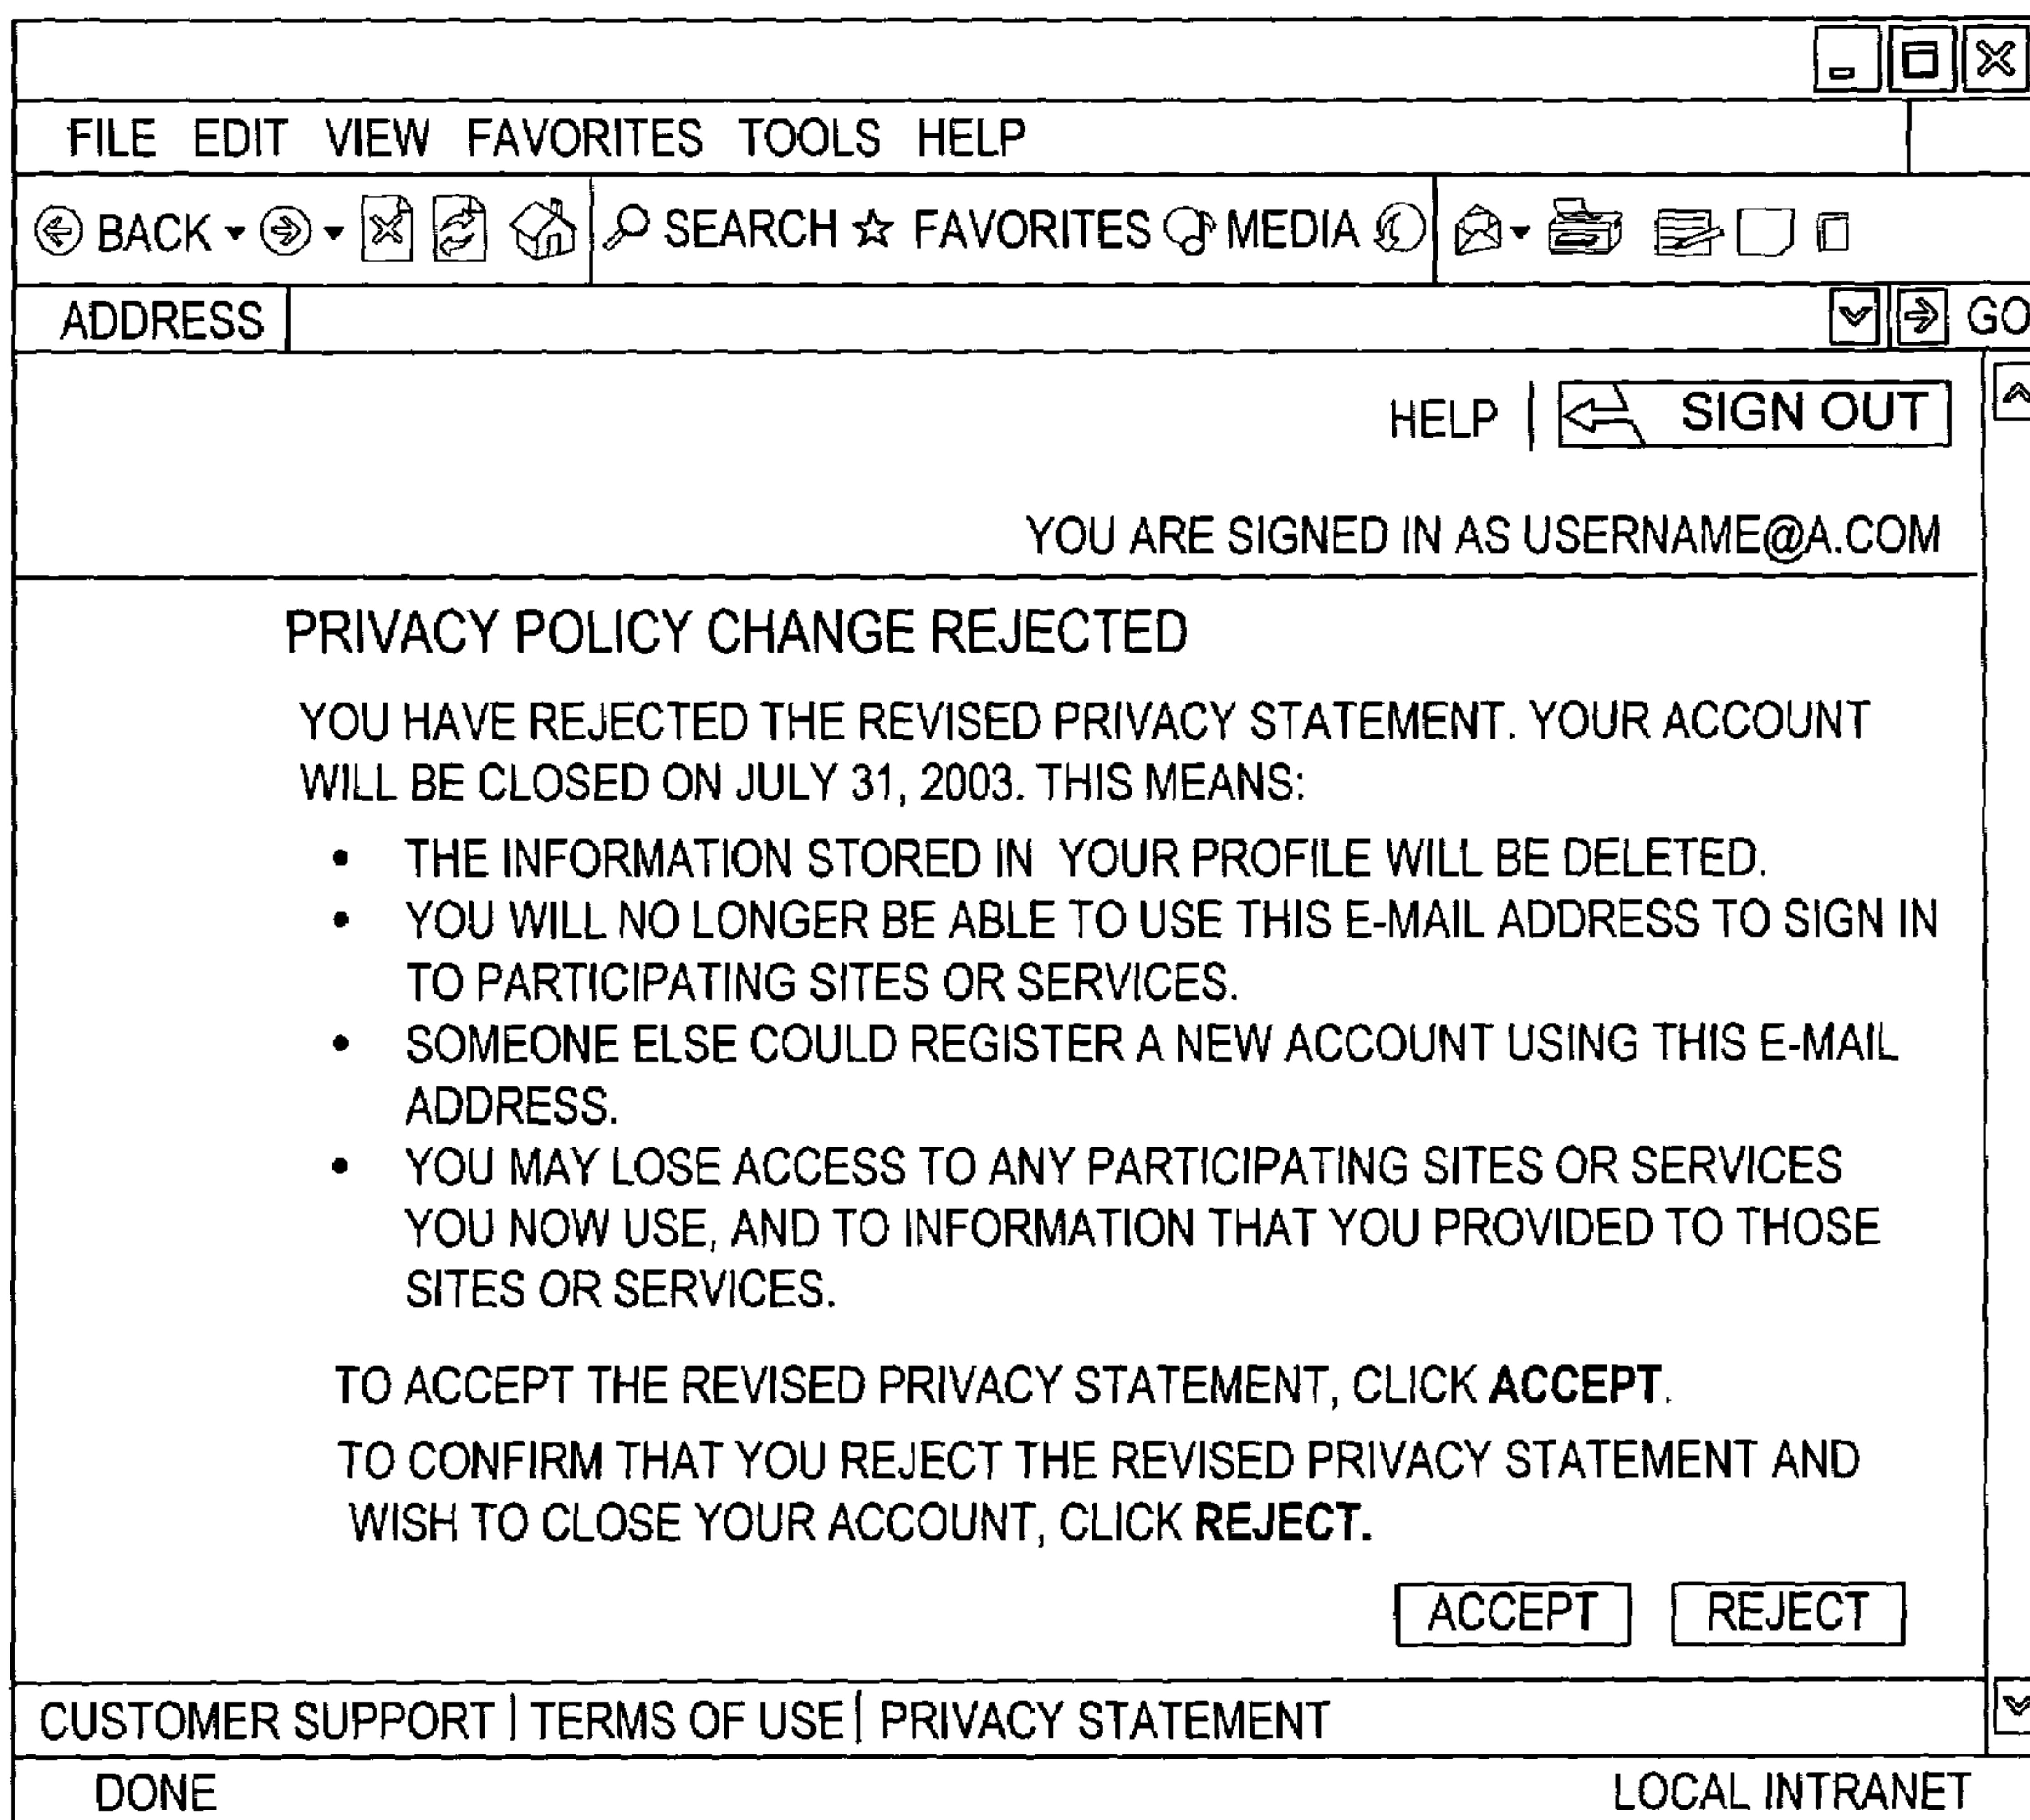 FILE EDIT VIEW FAVORITES TOOLS HELP
BACK SEARCH FAVORITES MEDIA
ADDRESS GO
HELP | SIGN OUT
YOU ARE SIGNED IN AS USERNAME@A.COM
PRIVACY POLICY CHANGE REJECTED
YOU HAVE REJECTED THE REVISED PRIVACY STATEMENT. YOUR ACCOUNT
WILL BE CLOSED ON JULY 31, 2003. THIS MEANS:
• THE INFORMATION STORED IN YOUR PROFILE WILL BE DELETED.
• YOU WILL NO LONGER BE ABLE TO USE THIS E-MAIL ADDRESS TO SIGN IN
TO PARTICIPATING SITES OR SERVICES.
• SOMEONE ELSE COULD REGISTER A NEW ACCOUNT USING THIS E-MAIL
ADDRESS.
• YOU MAY LOSE ACCESS TO ANY PARTICIPATING SITES OR SERVICES
YOU NOW USE, AND TO INFORMATION THAT YOU PROVIDED TO THOSE
SITES OR SERVICES.
TO ACCEPT THE REVISED PRIVACY STATEMENT, CLICK ACCEPT.
TO CONFIRM THAT YOU REJECT THE REVISED PRIVACY STATEMENT AND
WISH TO CLOSE YOUR ACCOUNT, CLICK REJECT.
ACCEPT REJECT
CUSTOMER SUPPORT | TERMS OF USE | PRIVACY STATEMENT
DONE LOCAL INTRANET